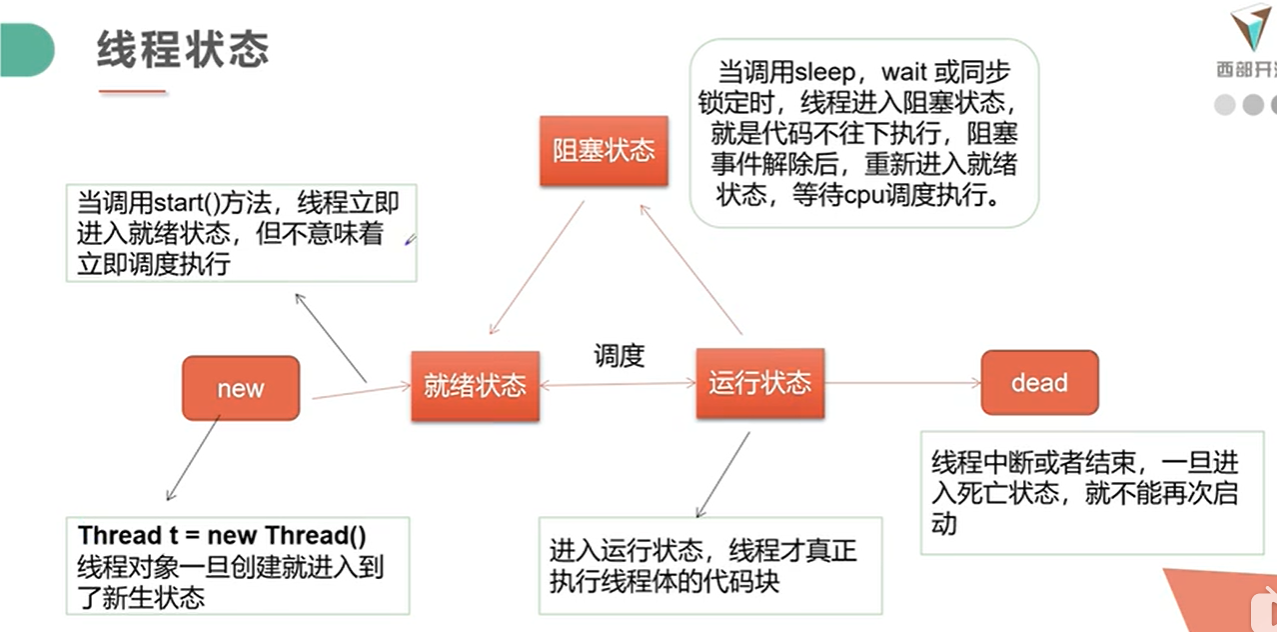 线程状态
西部开
当调用sleep，wait 或同步
锁定时，线程进入阻塞状态，
就是代码不往下执行，阻塞
事件解除后，重新进入就绪
状态，等待cpu调度执行。
阻塞状态
当调用start()方法，线程立即
进入就绪状态，但不意味着
立即调度执行
调度
new
就绪状态
运行状态
dead
线程中断或者结束，一旦进
入死亡状态，就不能再次启
动
Thread t = new Thread()
线程对象一旦创建就进入到
了新生状态
进入运行状态，线程才真正
执行线程体的代码块